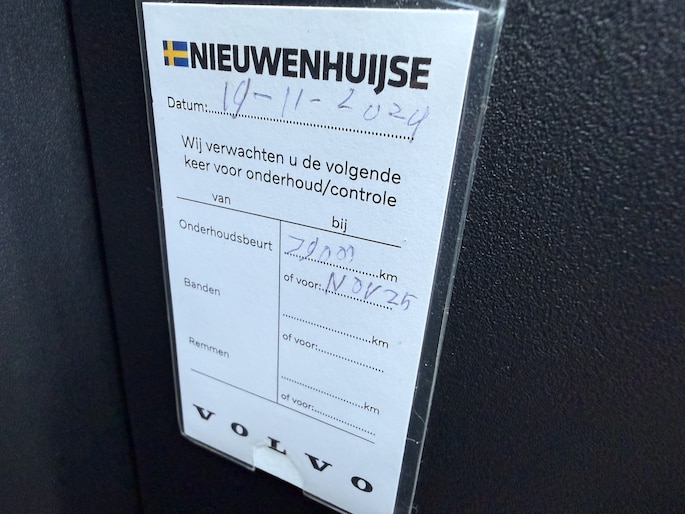 NIEUWENHUIJSE
Datum: 19-11-2024
Wij verwachten u de volgende
keer voor onderhoud/controle
van bij
Onderhoudsbeurt km
of voor: NOV 25
Banden km
of voor:
Remmen km
of voor:
VOLVO